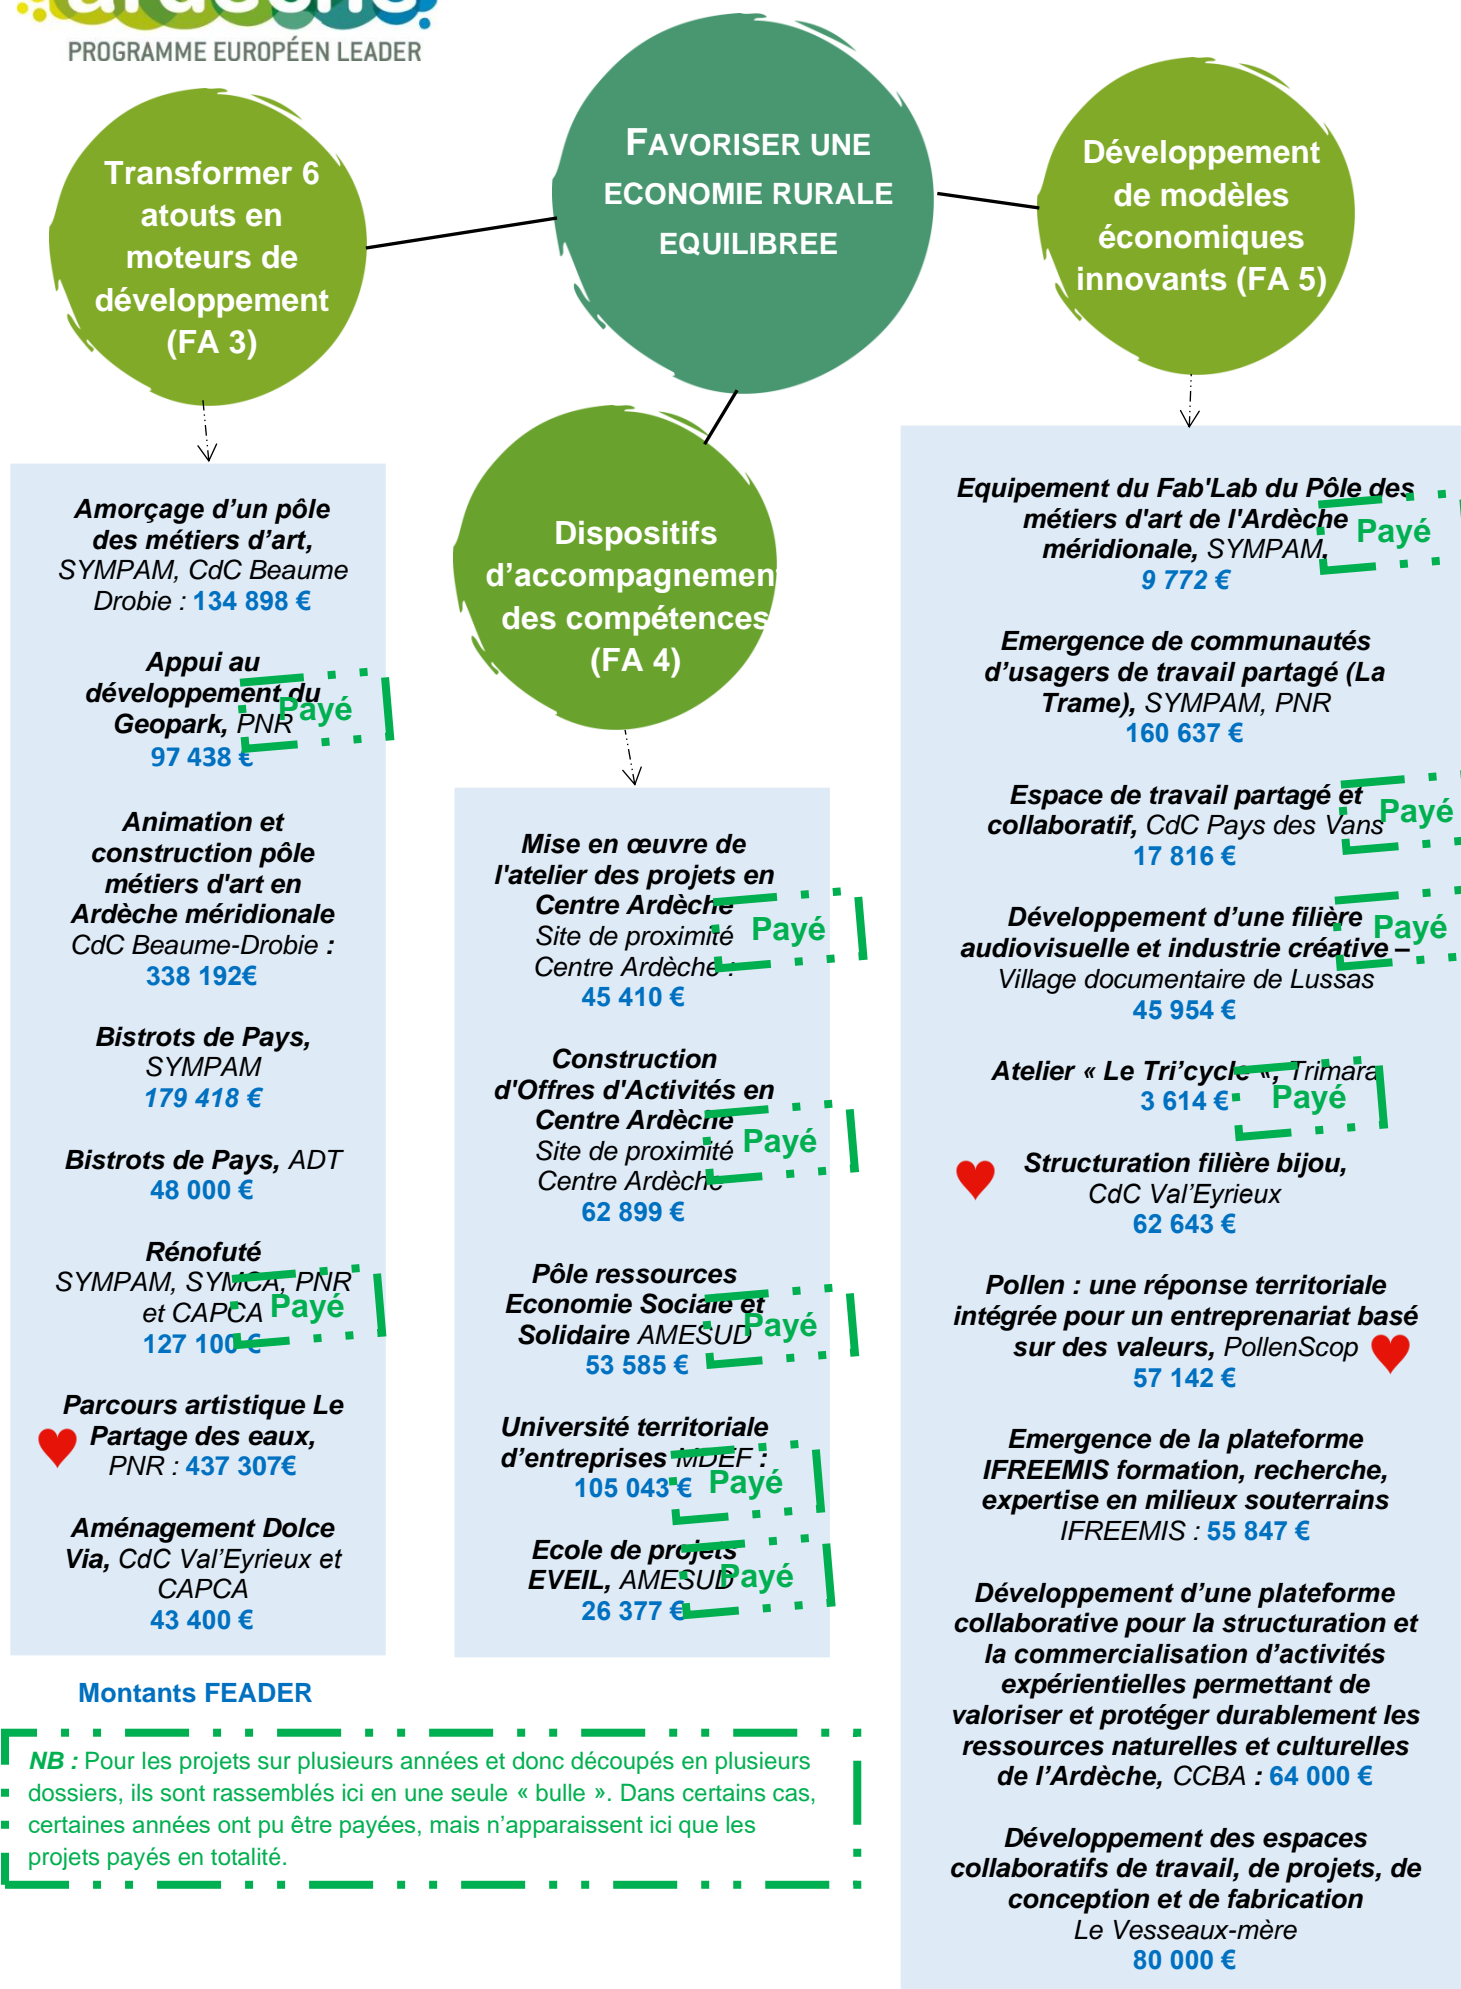 ardèche
PROGRAMME EUROPÉEN LEADER
FAVORISER UNE
ECONOMIE RURALE
EQUILIBREE
Transformer 6
atouts en
moteurs de
développement
(FA 3)
Amorçage d’un pôle
des métiers d’art,
SYMPAM, CdC Beaume
Drobie : 134 898 €
Appui au
développement du
Geopark, PNR
97 438 €
Payé
Animation et
construction pôle
métiers d'art en
Ardèche méridionale
CdC Beaume-Drobie :
338 192€
Bistrots de Pays,
SYMPAM
179 418 €
Bistrots de Pays, ADT
48 000 €
Rénofuté
SYMPAM, SYMCA, PNR
et CAPCA
127 100 €
Payé
Parcours artistique Le
Partage des eaux,
PNR : 437 307€
Aménagement Dolce
Via, CdC Val’Eyrieux et
CAPCA
43 400 €
Dispositifs
d’accompagnement
des compétences
(FA 4)
Mise en œuvre de
l'atelier des projets en
Centre Ardèche
Site de proximité
Centre Ardèche :
45 410 €
Payé
Construction
d'Offres d'Activités en
Centre Ardèche
Site de proximité
Centre Ardèche
62 899 €
Payé
Pôle ressources
Economie Sociale et
Solidaire AMESUD
53 585 €
Payé
Université territoriale
d’entreprises MDEF :
105 043 €
Payé
Ecole de projets
EVEIL, AMESUD
26 377 €
Payé
Développement
de modèles
économiques
innovants (FA 5)
Equipement du Fab'Lab du Pôle des
métiers d'art de l'Ardèche
méridionale, SYMPAM,
9 772 €
Payé
Emergence de communautés
d’usagers de travail partagé (La
Trame), SYMPAM, PNR
160 637 €
Espace de travail partagé et
collaboratif, CdC Pays des Vans
17 816 €
Payé
Développement d’une filière
audiovisuelle et industrie créative –
Village documentaire de Lussas
45 954 €
Payé
Atelier « Le Tri’cycle «, Trimara
3 614 €
Payé
Structuration filière bijou,
CdC Val’Eyrieux
62 643 €
Pollen : une réponse territoriale
intégrée pour un entreprenariat basé
sur des valeurs, PollenScop
57 142 €
Emergence de la plateforme
IFREEMIS formation, recherche,
expertise en milieux souterrains
IFREEMIS : 55 847 €
Développement d’une plateforme
collaborative pour la structuration et
la commercialisation d’activités
expérientielles permettant de
valoriser et protéger durablement les
ressources naturelles et culturelles
de l’Ardèche, CCBA : 64 000 €
Développement des espaces
collaboratifs de travail, de projets, de
conception et de fabrication
Le Vesseaux-mère
80 000 €
Montants FEADER
NB : Pour les projets sur plusieurs années et donc découpés en plusieurs
dossiers, ils sont rassemblés ici en une seule « bulle ». Dans certains cas,
certaines années ont pu être payées, mais n’apparaissent ici que les
projets payés en totalité.